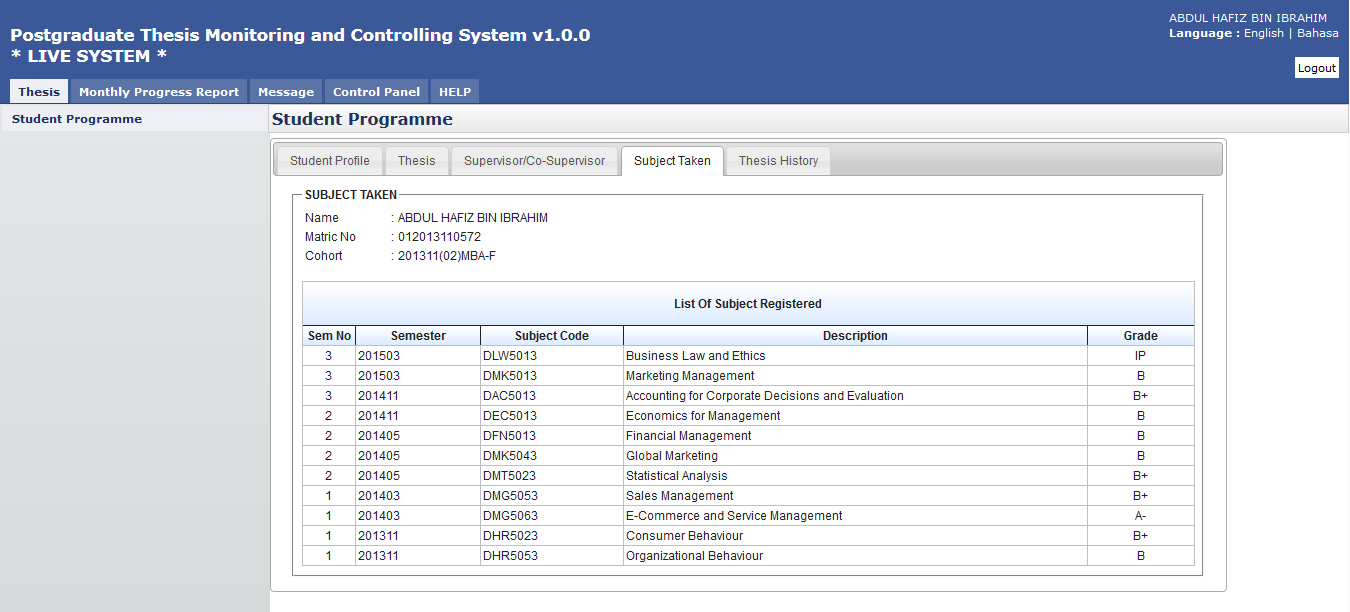 ABDUL HAFIZ BIN IBRAHIM
Postgraduate Thesis Monitoring and Controlling System v1.0.0
Language : English | Bahasa
* LIVE SYSTEM *
Logout
Thesis Monthly Progress Report Message Control Panel HELP
Student Programme
Student Programme
Student Profile Thesis Supervisor/Co-Supervisor Subject Taken Thesis History
SUBJECT TAKEN
Name : ABDUL HAFIZ BIN IBRAHIM
Matric No : 012013110572
Cohort : 201311(02)MBA-F
List Of Subject Registered
Sem No Semester Subject Code Description Grade
3 201503 DLW5013 Business Law and Ethics IP
3 201503 DMK5013 Marketing Management B
3 201411 DAC5013 Accounting for Corporate Decisions and Evaluation B+
2 201411 DEC5013 Economics for Management B
2 201405 DFN5013 Financial Management B
2 201405 DMK5043 Global Marketing B
2 201405 DMT5023 Statistical Analysis B+
1 201403 DMG5053 Sales Management B+
1 201403 DMG5063 E-Commerce and Service Management A-
1 201311 DHR5023 Consumer Behaviour B+
1 201311 DHR5053 Organizational Behaviour B